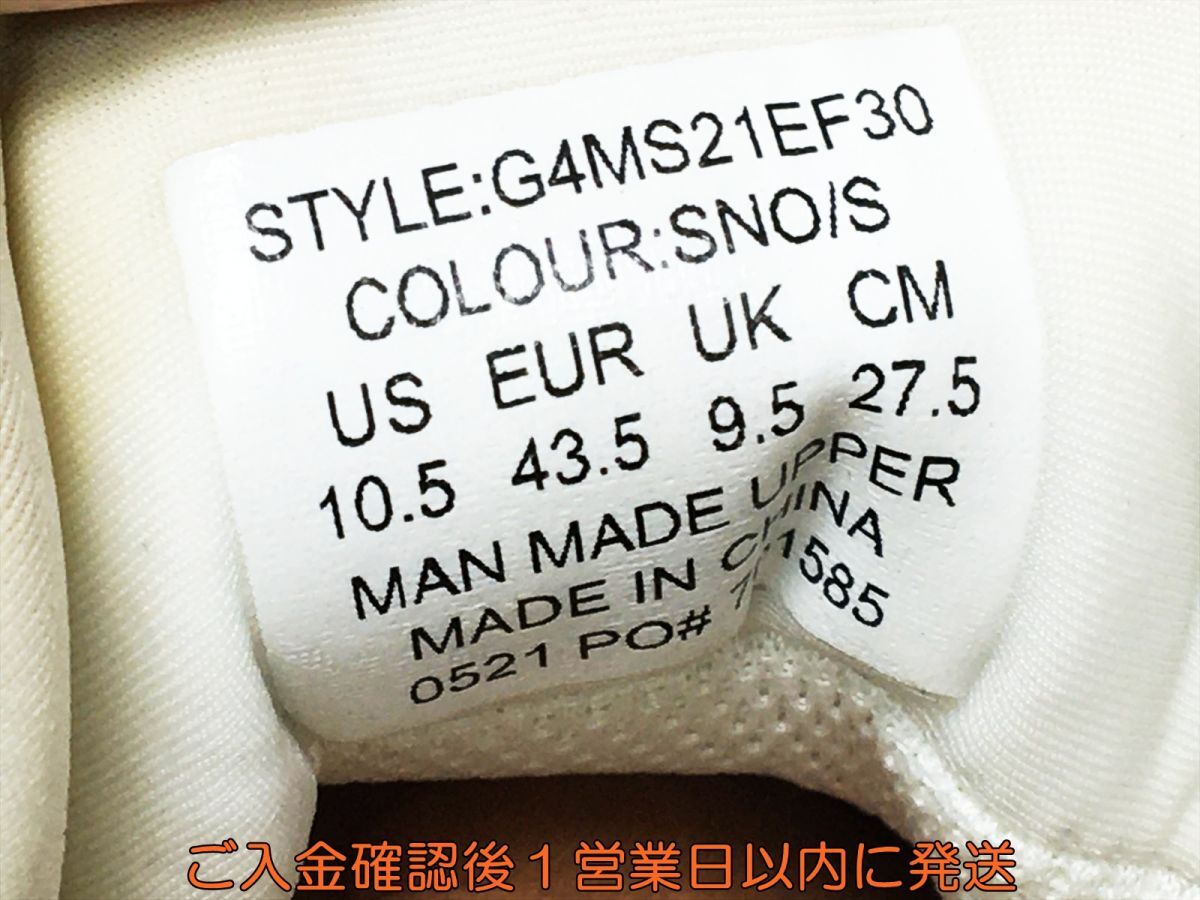 STYLE:G4MS21EF30
COLOUR:SNO/S
US EUR UK CM
10.5 43.5 9.5 27.5
MAN MADE UPPER
MADE IN CHINA
0521 PO#
ご入金確認後1営業日以内に発送